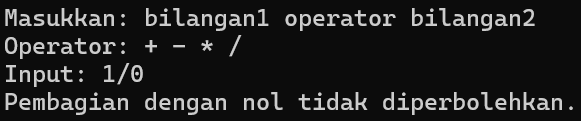 Masukkan: bilangan1 operator bilangan2
Operator: + - * /
Input: 1/0
Pembagian dengan nol tidak diperbolehkan.